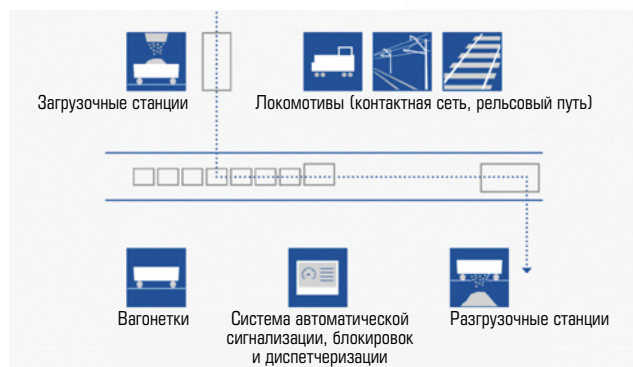 Загрузочные станции
Локомотивы (контактная сеть, рельсовый путь)
Вагонетки
Система автоматической
сигнализации, блокировок
и диспетчеризации
Разгрузочные станции